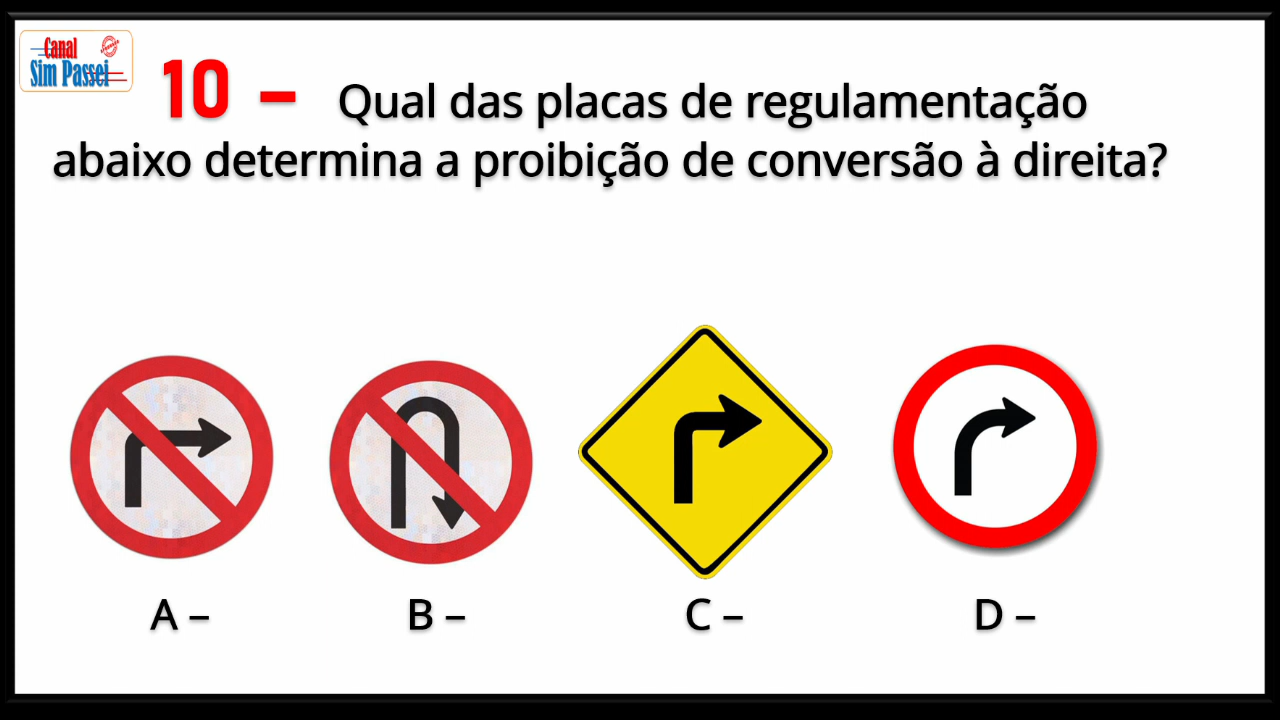 Canal
Sim Passei
10 – Qual das placas de regulamentação
abaixo determina a proibição de conversão à direita?
A –
B –
C –
D –